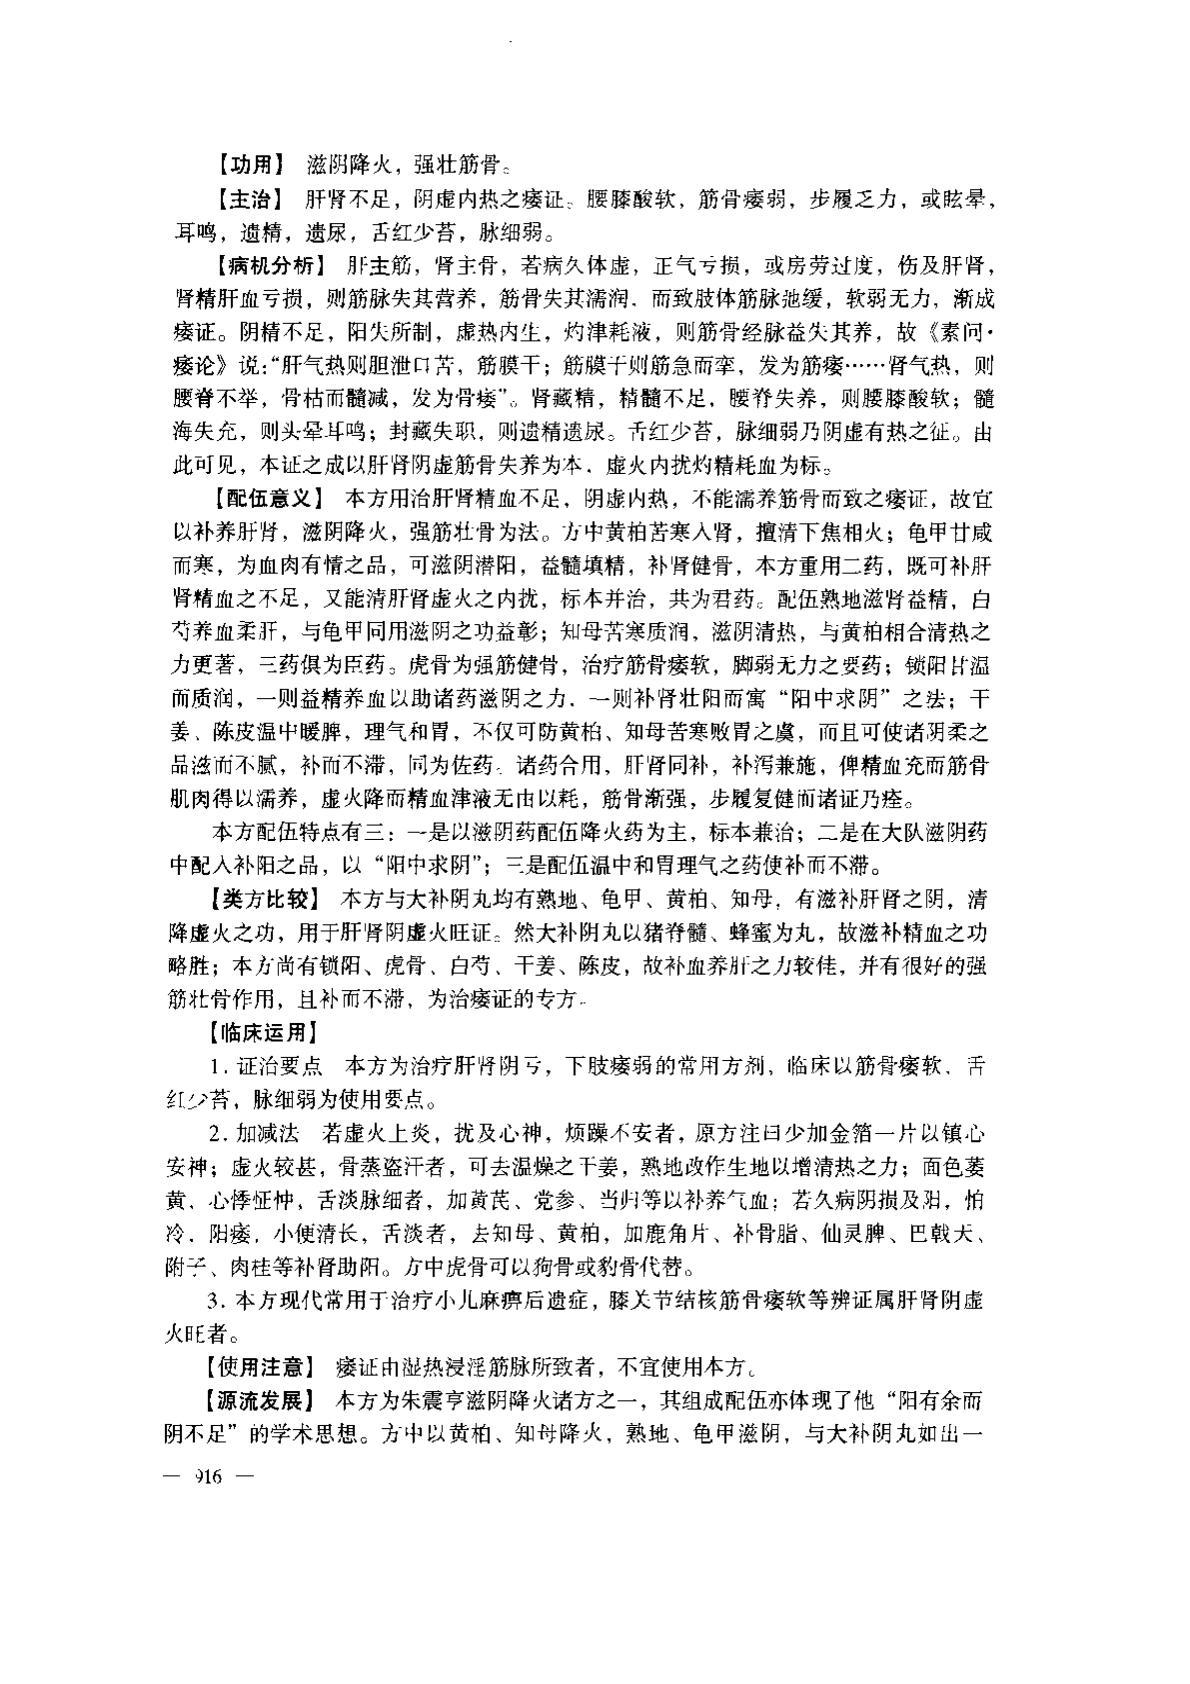 【功用】 滋阴降火，强壮筋骨。
【主治】 肝肾不足，阴虚内热之痿证。腰膝酸软，筋骨痿弱，步履乏力，或眩晕，
耳鸣，遗精，遗尿，舌红少苔，脉细弱。
【病机分析】 肝主筋，肾主骨，若病久体虚，正气亏损，或房劳过度，伤及肝肾，
肾精肝血亏损，则筋脉失其营养，筋骨失其濡润，而致肢体筋脉弛缓，软弱无力，渐成
痿证。阴精不足，阳失所制，虚热内生，灼津耗液，则筋骨经脉益失其养，故《素问·
痿论》说：“肝气热则胆泄口苦，筋膜干；筋膜干则筋急而挛，发为筋痿……肾气热，则
腰脊不举，骨枯而髓减，发为骨痿”。肾藏精，精髓不足，腰脊失养，则腰膝酸软；髓
海失充，则头晕耳鸣；封藏失职，则遗精遗尿。舌红少苔，脉细弱乃阴虚有热之征。由
此可见，本证之成以肝肾阴虚筋骨失养为本，虚火内扰灼精耗血为标。
【配伍意义】 本方用治肝肾精血不足，阴虚内热，不能濡养筋骨而致之痿证，故宜
以补养肝肾，滋阴降火，强筋壮骨为法。方中黄柏苦寒入肾，擅清下焦相火；龟甲甘咸
而寒，为血肉有情之品，可滋阴潜阳，益髓填精，补肾健骨，本方重用二药，既可补肝
肾精血之不足，又能清肝肾虚火之内扰，标本并治，共为君药。配伍熟地滋肾益精，白
芍养血柔肝，与龟甲同用滋阴之功益彰；知母苦寒质润，滋阴清热，与黄柏相合清热之
力更著，三药俱为臣药。虎骨为强筋健骨，治疗筋骨痿软，脚弱无力之要药；锁阳甘温
而质润，一则益精养血以助诸药滋阴之力，一则补肾壮阳而寓“阳中求阴”之法；干
姜、陈皮温中暖脾，理气和胃，不仅可防黄柏、知母苦寒败胃之虞，而且可使诸阴柔之
品滋而不腻，补而不滞，同为佐药。诸药合用，肝肾同补，补泻兼施，俾精血充而筋骨
肌肉得以濡养，虚火降而精血津液无由以耗，筋骨渐强，步履复健而诸证乃痊。
本方配伍特点有三：一是以滋阴药配伍降火药为主，标本兼治；二是在大队滋阴药
中配入补阳之品，以“阳中求阴”；三是配伍温中和胃理气之药使补而不滞。
【类方比较】 本方与大补阴丸均有熟地、龟甲、黄柏、知母，有滋补肝肾之阴，清
降虚火之功，用于肝肾阴虚火旺证。然大补阴丸以猪脊髓、蜂蜜为丸，故滋补精血之功
略胜；本方尚有锁阳、虎骨、白芍、干姜、陈皮，故补血养肝之力较佳，并有很好的强
筋壮骨作用，且补而不滞，为治痿证的专方。
【临床运用】
1. 证治要点 本方为治疗肝肾阴亏，下肢痿弱的常用方剂，临床以筋骨痿软，舌
红少苔，脉细弱为使用要点。
2. 加减法 若虚火上炎，扰及心神，烦躁不安者，原方注曰少加金箔一片以镇心
安神；虚火较甚，骨蒸盗汗者，可去温燥之干姜，熟地改作生地以增清热之力；面色萎
黄，心悸怔忡，舌淡脉细者，加黄芪、党参、当归等以补养气血；若久病阴损及阳，怕
冷，阳痿，小便清长，舌淡者，去知母、黄柏，加鹿角片、补骨脂、仙灵脾、巴戟天、
附子、肉桂等补肾助阳。方中虎骨可以狗骨或豹骨代替。
3. 本方现代常用于治疗小儿麻痹后遗症，膝关节结核筋骨痿软等辨证属肝肾阴虚
火旺者。
【使用注意】 痿证由湿热浸淫筋脉所致者，不宜使用本方。
【源流发展】 本方为朱震亨滋阴降火诸方之一，其组成配伍亦体现了他“阳有余而
阴不足”的学术思想。方中以黄柏、知母降火，熟地、龟甲滋阴，与大补阴丸如出一
— 916 —